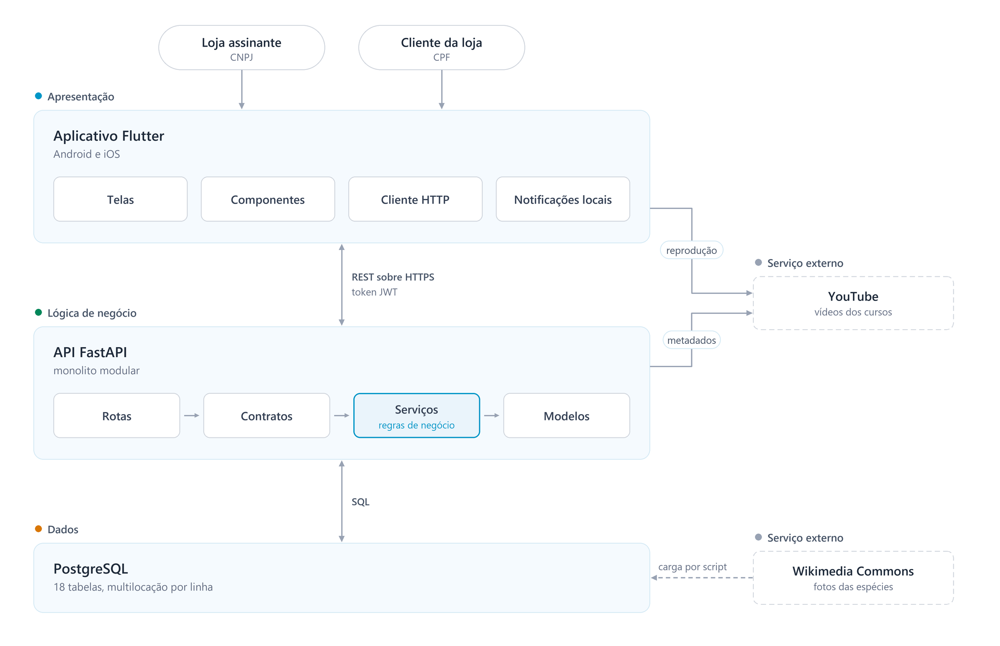 Loja assinante
CNPJ
Cliente da loja
CPF
Apresentação
Aplicativo Flutter
Android e iOS
Telas
Componentes
Cliente HTTP
Notificações locais
reprodução
REST sobre HTTPS
token JWT
Serviço externo
YouTube
vídeos dos cursos
metadados
Lógica de negócio
API FastAPI
monolito modular
Rotas
Contratos
Serviços
regras de negócio
Modelos
SQL
Dados
PostgreSQL
18 tabelas, multilocação por linha
carga por script
Serviço externo
Wikimedia Commons
fotos das espécies